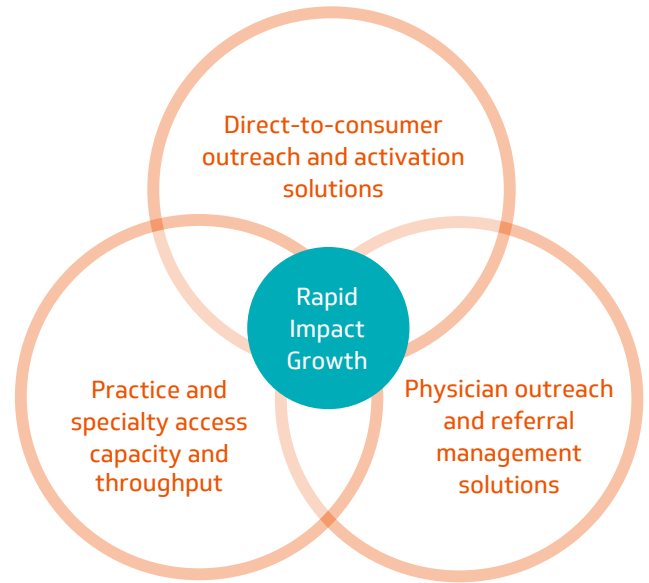 Direct-to-consumer
outreach and activation
solutions
Rapid
Impact
Growth
Practice and
specialty access
capacity and
throughput
Physician outreach
and referral
management
solutions